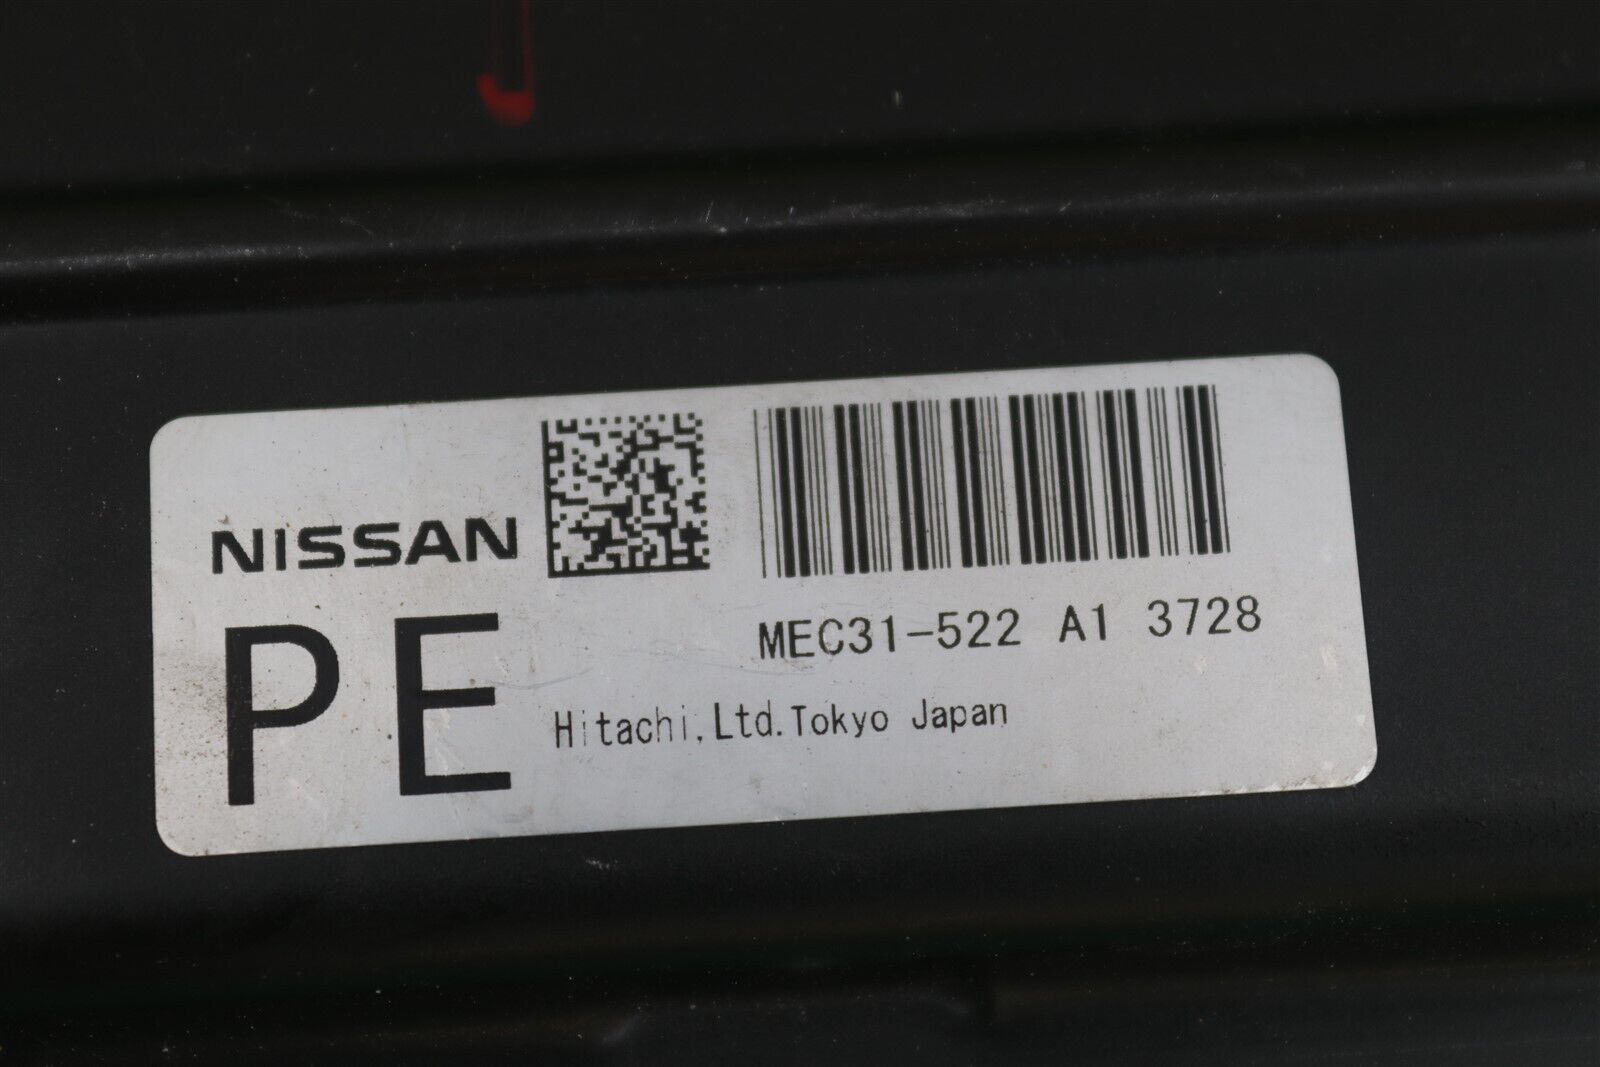 NISSAN
PE
MEC31-522 A1 3728
Hitachi,Ltd.Tokyo Japan